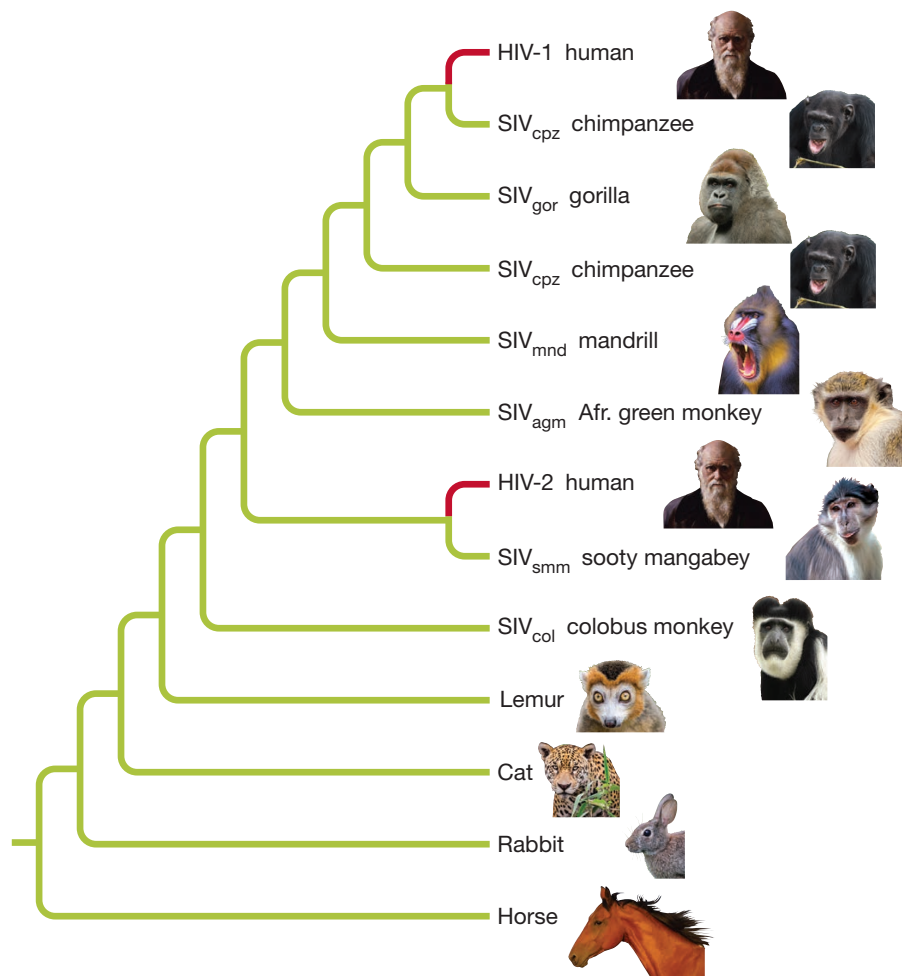 HIV-1 human
SIVcpz chimpanzee
SIVgor gorilla
SIVcpz chimpanzee
SIVmnd mandrill
SIVagm Afr. green monkey
HIV-2 human
SIVsmm sooty mangabey
SIVcol colobus monkey
Lemur
Cat
Rabbit
Horse